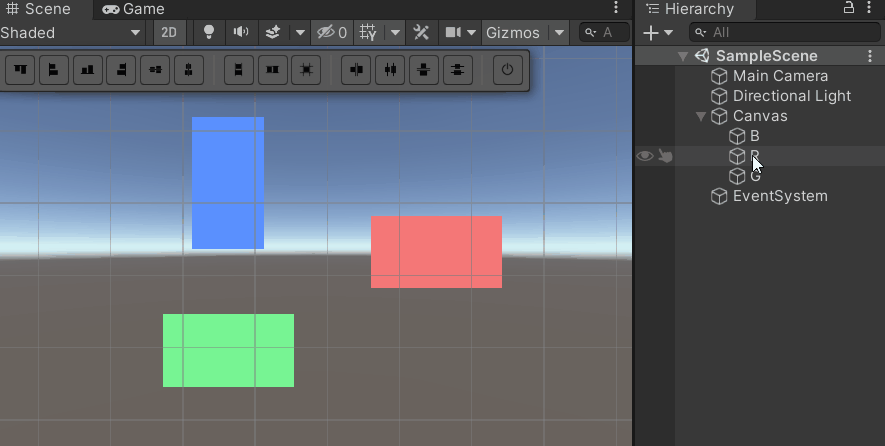 Scene
Game
Hierarchy
Shaded
2D
0
Gizmos
A
All
SampleScene
Main Camera
Directional Light
Canvas
B
G
EventSystem